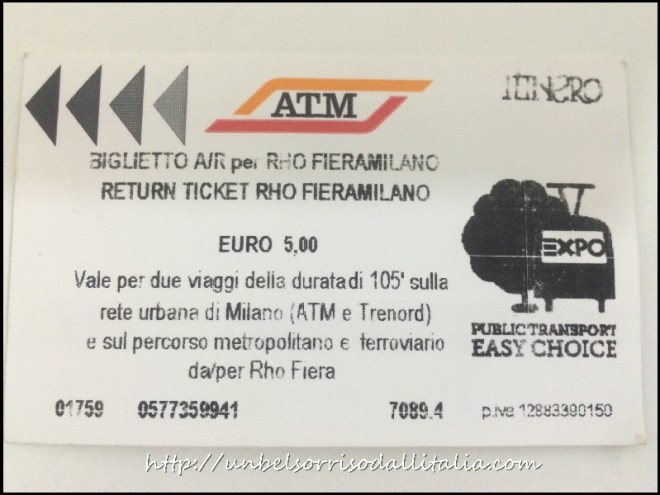 ATM
INTERO
BIGLIETTO A/R per RHO FIERAMILANO
RETURN TICKET RHO FIERAMILANO
EURO 5,00
Vale per due viaggi della durata di 105' sulla
rete urbana di Milano (ATM e Trenord)
e sul percorso metropolitano e ferroviario
da/per Rho Fiera
EXPO
PUBLIC TRANSPORT
EASY CHOICE
01759 0577359941 7089.4 p.iva 12883390150
http://unbelsorrisodallitalia.com